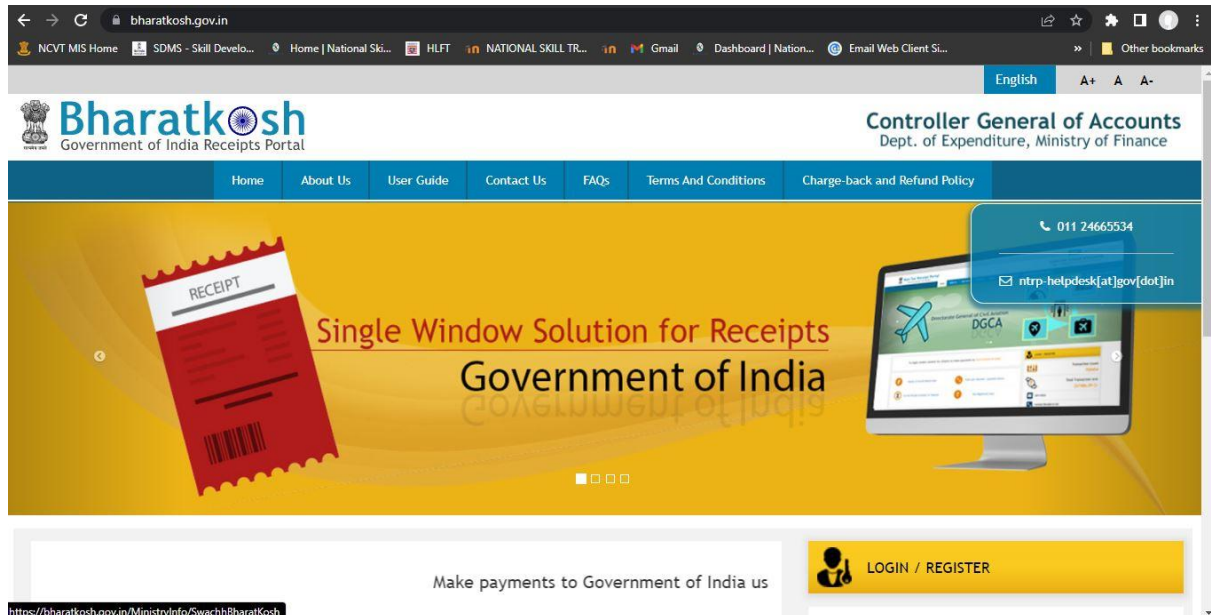 bharatkosh.gov.in
NCVT MIS Home
SDMS - Skill Develo...
Home | National Ski...
HLFT
NATIONAL SKILL TR...
Gmail
Dashboard | Nation...
Email Web Client Si...
»
Other bookmarks
English A+ A A-
Bharatkosh
Government of India Receipts Portal
Controller General of Accounts
Dept. of Expenditure, Ministry of Finance
Home About Us User Guide Contact Us FAQs Terms And Conditions Charge-back and Refund Policy
011 24665534
ntrp-helpdesk[at]gov[dot]in
RECEIPT
Single Window Solution for Receipts
Government of India
DGCA
LOGIN / REGISTER
Make payments to Government of India us
https://bharatkosh.gov.in/MinistryInfo/SwachhBharatKosh